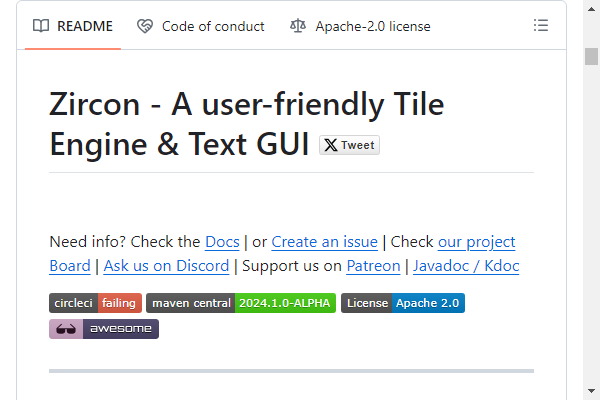 README Code of conduct Apache-2.0 license
Zircon - A user-friendly Tile
Engine & Text GUI Tweet
Need info? Check the Docs | or Create an issue | Check our project
Board | Ask us on Discord | Support us on Patreon | Javadoc / Kdoc
circleci failing maven central 2024.1.0-ALPHA License Apache 2.0
awesome